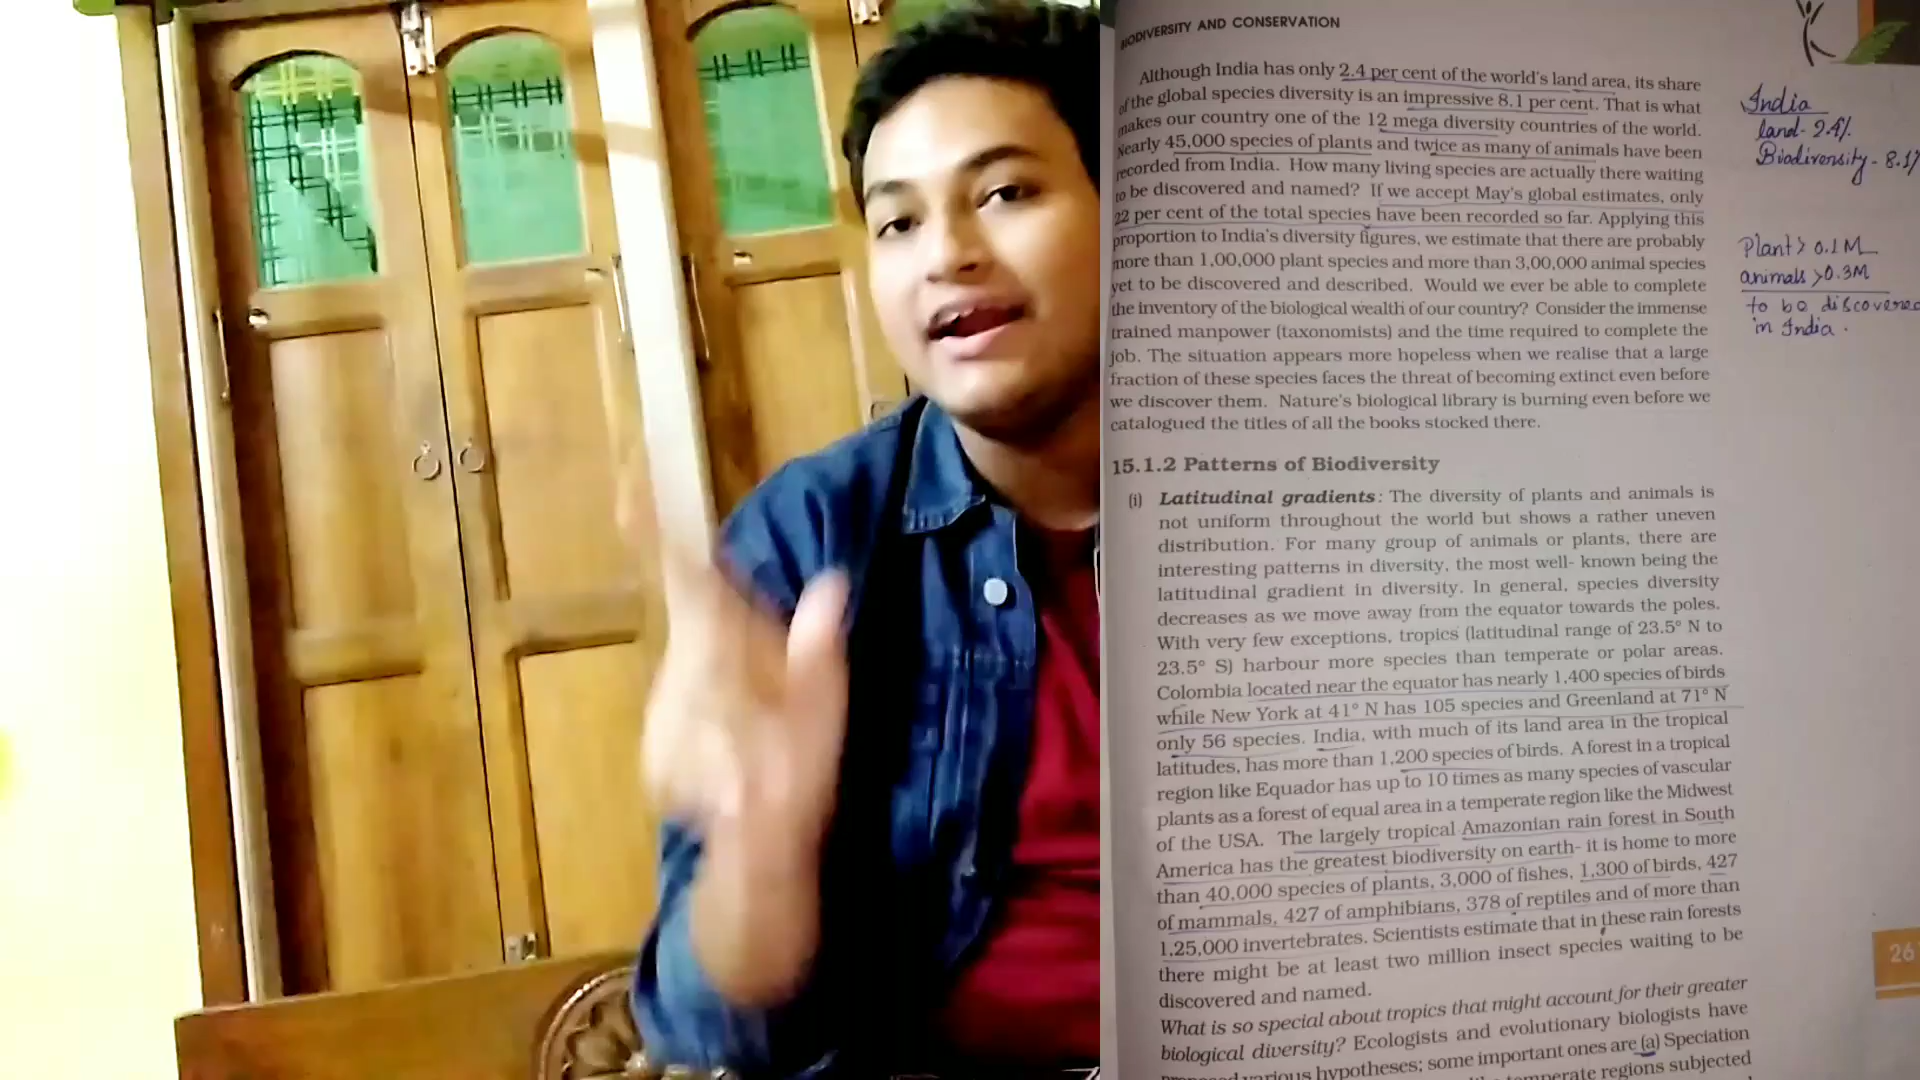 BIODIVERSITY AND CONSERVATION
Although India has only 2.4 per cent of the world's land area, its share
of the global species diversity is an impressive 8.1 per cent. That is what
makes our country one of the 12 mega diversity countries of the world.
Nearly 45,000 species of plants and twice as many of animals have been
recorded from India. How many living species are actually there waiting
to be discovered and named? If we accept May's global estimates, only
22 per cent of the total species have been recorded so far. Applying this
proportion to India's diversity figures, we estimate that there are probably
more than 1,00,000 plant species and more than 3,00,000 animal species
yet to be discovered and described. Would we ever be able to complete
the inventory of the biological wealth of our country? Consider the immense
trained manpower (taxonomists) and the time required to complete the
job. The situation appears more hopeless when we realise that a large
fraction of these species faces the threat of becoming extinct even before
we discover them. Nature's biological library is burning even before we
catalogued the titles of all the books stocked there.
India
land - 2.4%.
Biodiversity - 8.1%
Plant > 0.1M
animals > 0.3M
to be discovered
in India.
15.1.2 Patterns of Biodiversity
(i) Latitudinal gradients: The diversity of plants and animals is
not uniform throughout the world but shows a rather uneven
distribution. For many group of animals or plants, there are
interesting patterns in diversity, the most well- known being the
latitudinal gradient in diversity. In general, species diversity
decreases as we move away from the equator towards the poles.
With very few exceptions, tropics (latitudinal range of 23.5° N to
23.5° S) harbour more species than temperate or polar areas.
Colombia located near the equator has nearly 1,400 species of birds
while New York at 41° N has 105 species and Greenland at 71° N
only 56 species. India, with much of its land area in the tropical
latitudes, has more than 1,200 species of birds. A forest in a tropical
region like Equador has up to 10 times as many species of vascular
plants as a forest of equal area in a temperate region like the Midwest
of the USA. The largely tropical Amazonian rain forest in South
America has the greatest biodiversity on earth- it is home to more
than 40,000 species of plants, 3,000 of fishes, 1,300 of birds, 427
of mammals, 427 of amphibians, 378 of reptiles and of more than
1,25,000 invertebrates. Scientists estimate that in these rain forests
there might be at least two million insect species waiting to be
discovered and named.
26
What is so special about tropics that might account for their greater
biological diversity? Ecologists and evolutionary biologists have
various hypotheses; some important ones are (a) Speciation
temperate regions subjected